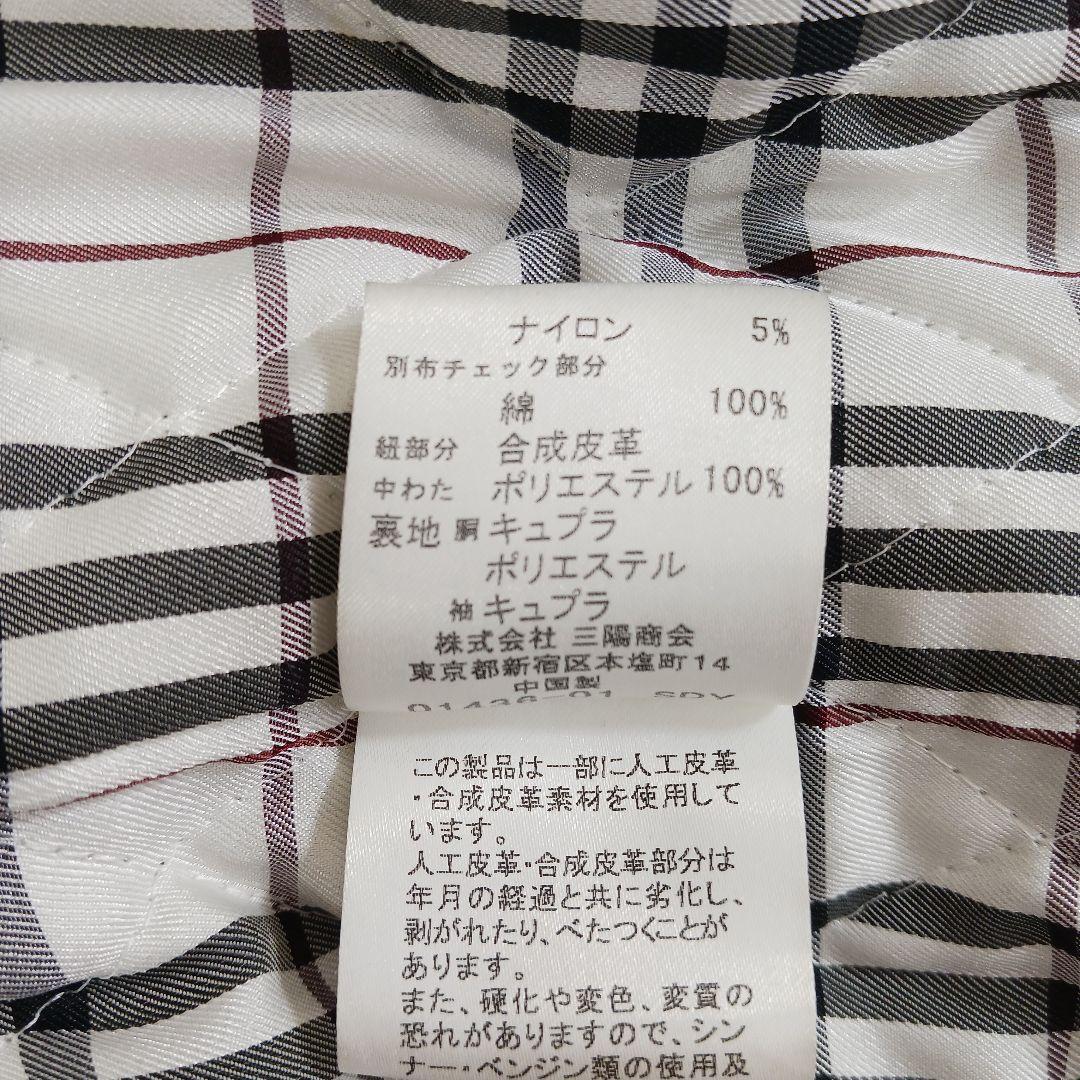 ナイロン 5%
別布チェック部分
綿 100%
紐部分 合成皮革
中わた ポリエステル 100%
裏地 胴 キュプラ
ポリエステル
袖 キュプラ
株式会社 三陽商会
東京都新宿区本塩町14
中国製
01436-01 SDY
この製品は一部に人工皮革
・合成皮革素材を使用して
います。
人工皮革・合成皮革部分は
年月の経過と共に劣化し、
剥がれたり、べたつくことが
あります。
また、硬化や変色、変質の
恐れがありますので、シン
ナー・ベンジン類の使用及